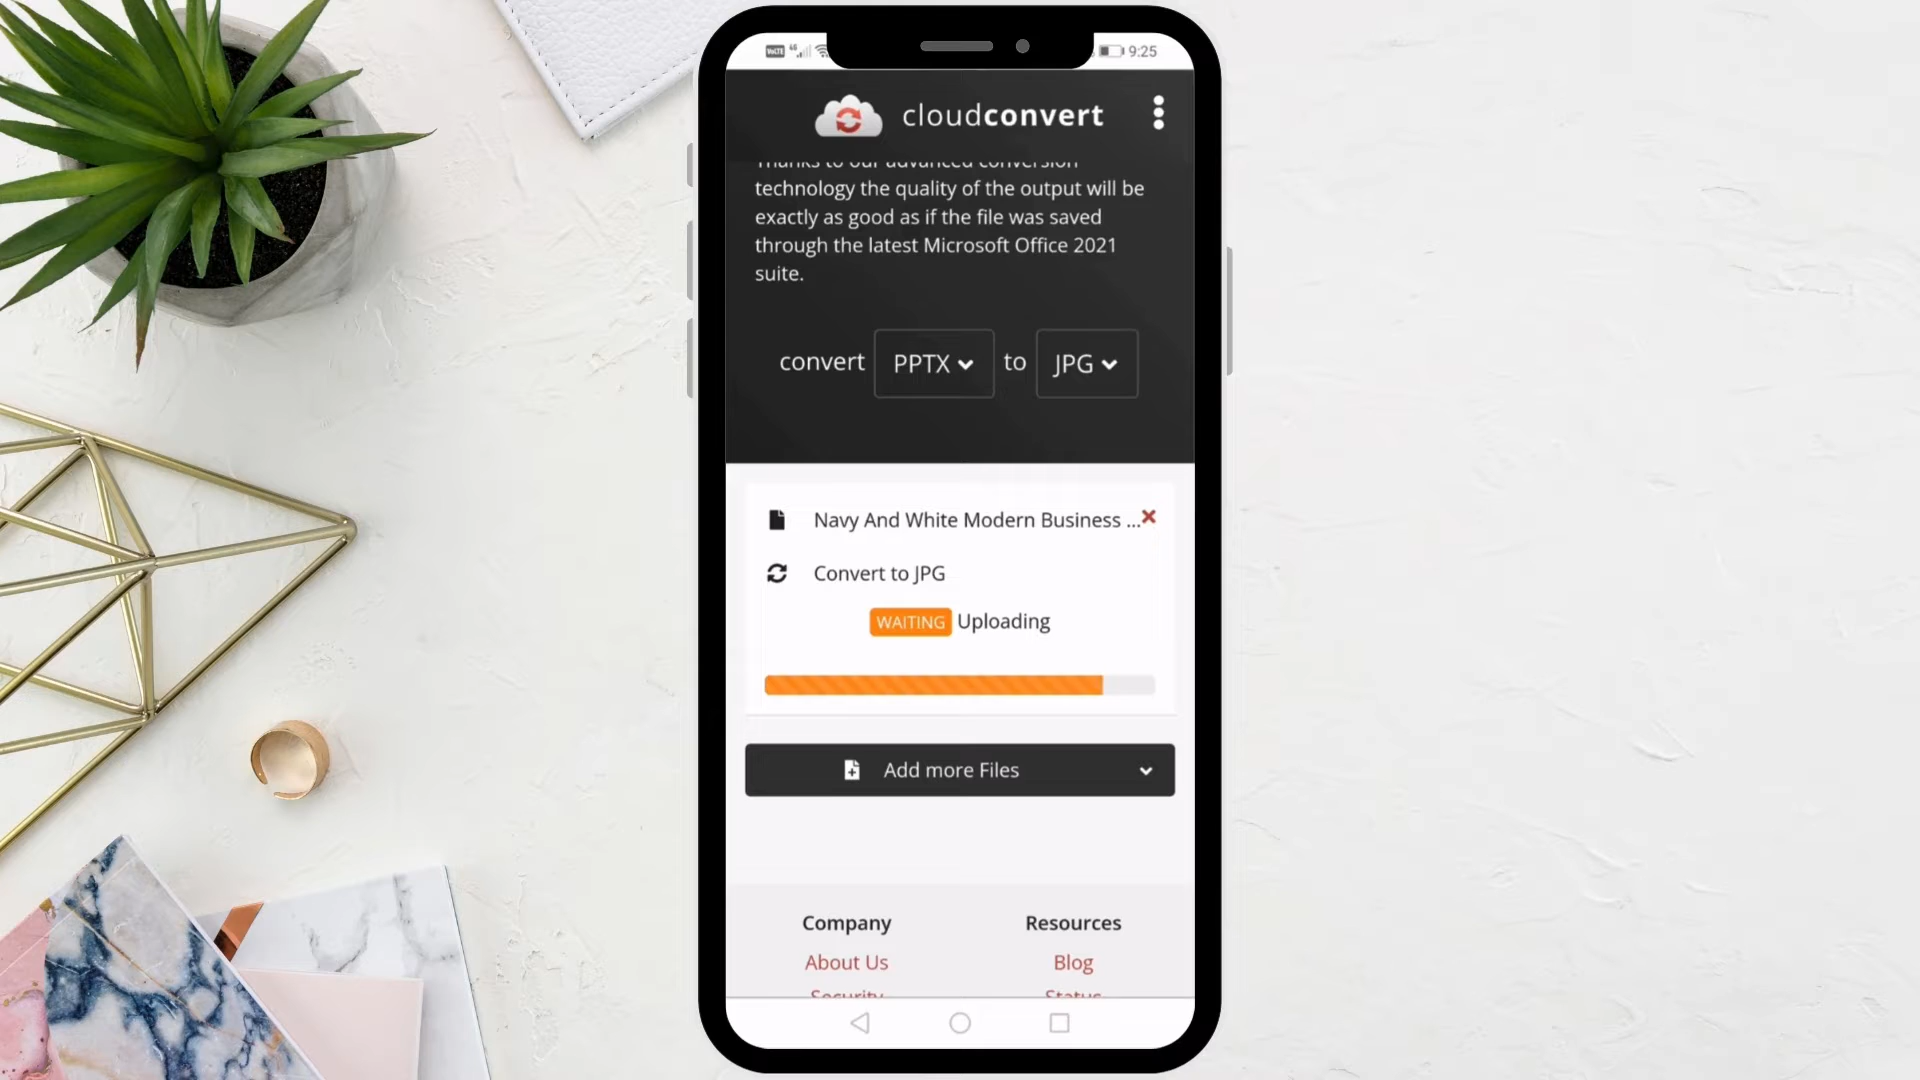 VoLTE 4G 9:25
cloudconvert
Thanks to our advanced conversion
technology the quality of the output will be
exactly as good as if the file was saved
through the latest Microsoft Office 2021
suite.
convert PPTX to JPG
Navy And White Modern Business ...
Convert to JPG
WAITING Uploading
Add more Files
Company Resources
About Us Blog
Security Status